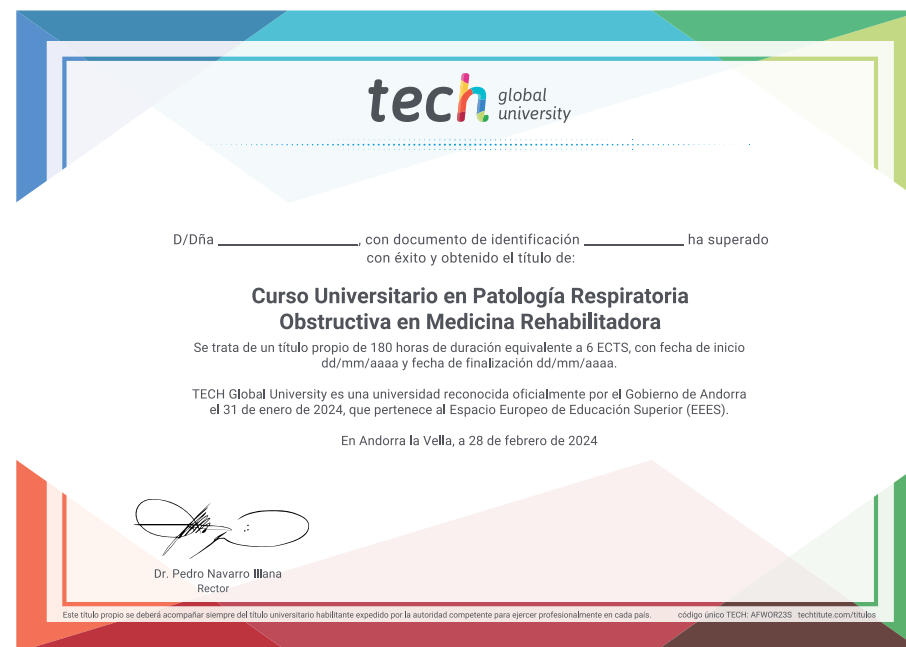 tech global university
D/Dña ____________________, con documento de identificación ______________ ha superado
con éxito y obtenido el título de:
Curso Universitario en Patología Respiratoria
Obstructiva en Medicina Rehabilitadora
Se trata de un título propio de 180 horas de duración equivalente a 6 ECTS, con fecha de inicio
dd/mm/aaaa y fecha de finalización dd/mm/aaaa.
TECH Global University es una universidad reconocida oficialmente por el Gobierno de Andorra
el 31 de enero de 2024, que pertenece al Espacio Europeo de Educación Superior (EEES).
En Andorra la Vella, a 28 de febrero de 2024
Dr. Pedro Navarro Illana
Rector
Este título propio se deberá acompañar siempre del título universitario habilitante expedido por la autoridad competente para ejercer profesionalmente en cada país. código único TECH: AFWOR23S techtitute.com/titulos